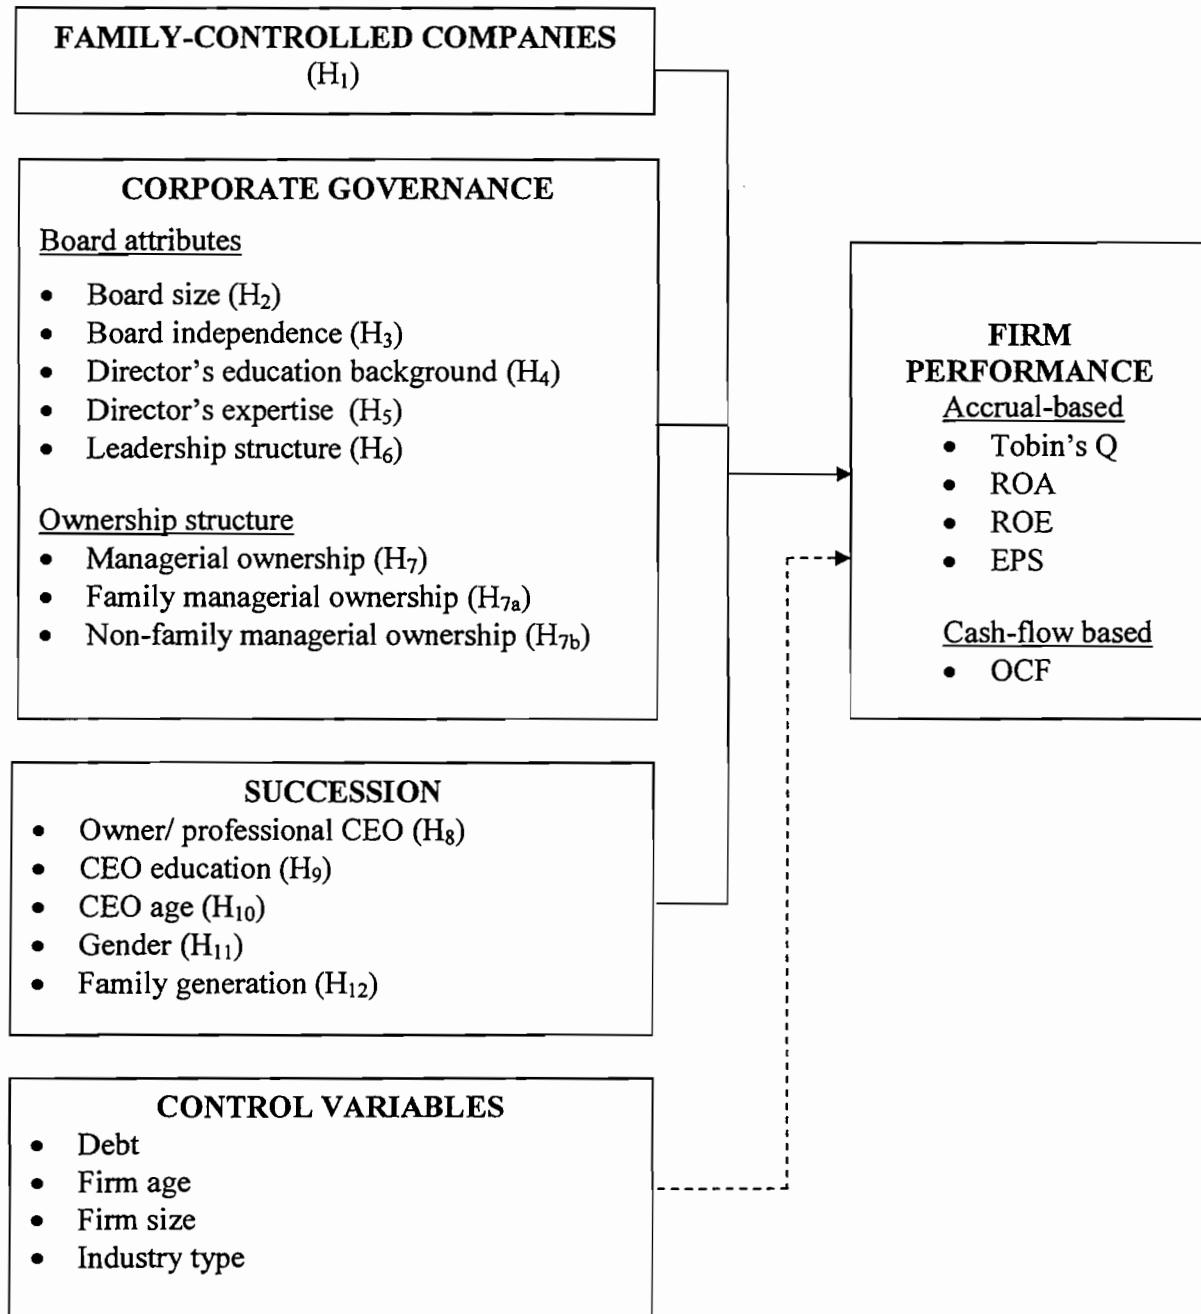 FAMILY-CONTROLLED COMPANIES
(H₁)
CORPORATE GOVERNANCE
Board attributes
• Board size (H₂)
• Board independence (H₃)
• Director's education background (H₄)
• Director's expertise (H₅)
• Leadership structure (H₆)
Ownership structure
• Managerial ownership (H₇)
• Family managerial ownership (H₇ₐ)
• Non-family managerial ownership (H₇b)
SUCCESSION
• Owner/ professional CEO (H₈)
• CEO education (H₉)
• CEO age (H₁₀)
• Gender (H₁₁)
• Family generation (H₁₂)
CONTROL VARIABLES
• Debt
• Firm age
• Firm size
• Industry type
FIRM
PERFORMANCE
Accrual-based
• Tobin's Q
• ROA
• ROE
• EPS
Cash-flow based
• OCF